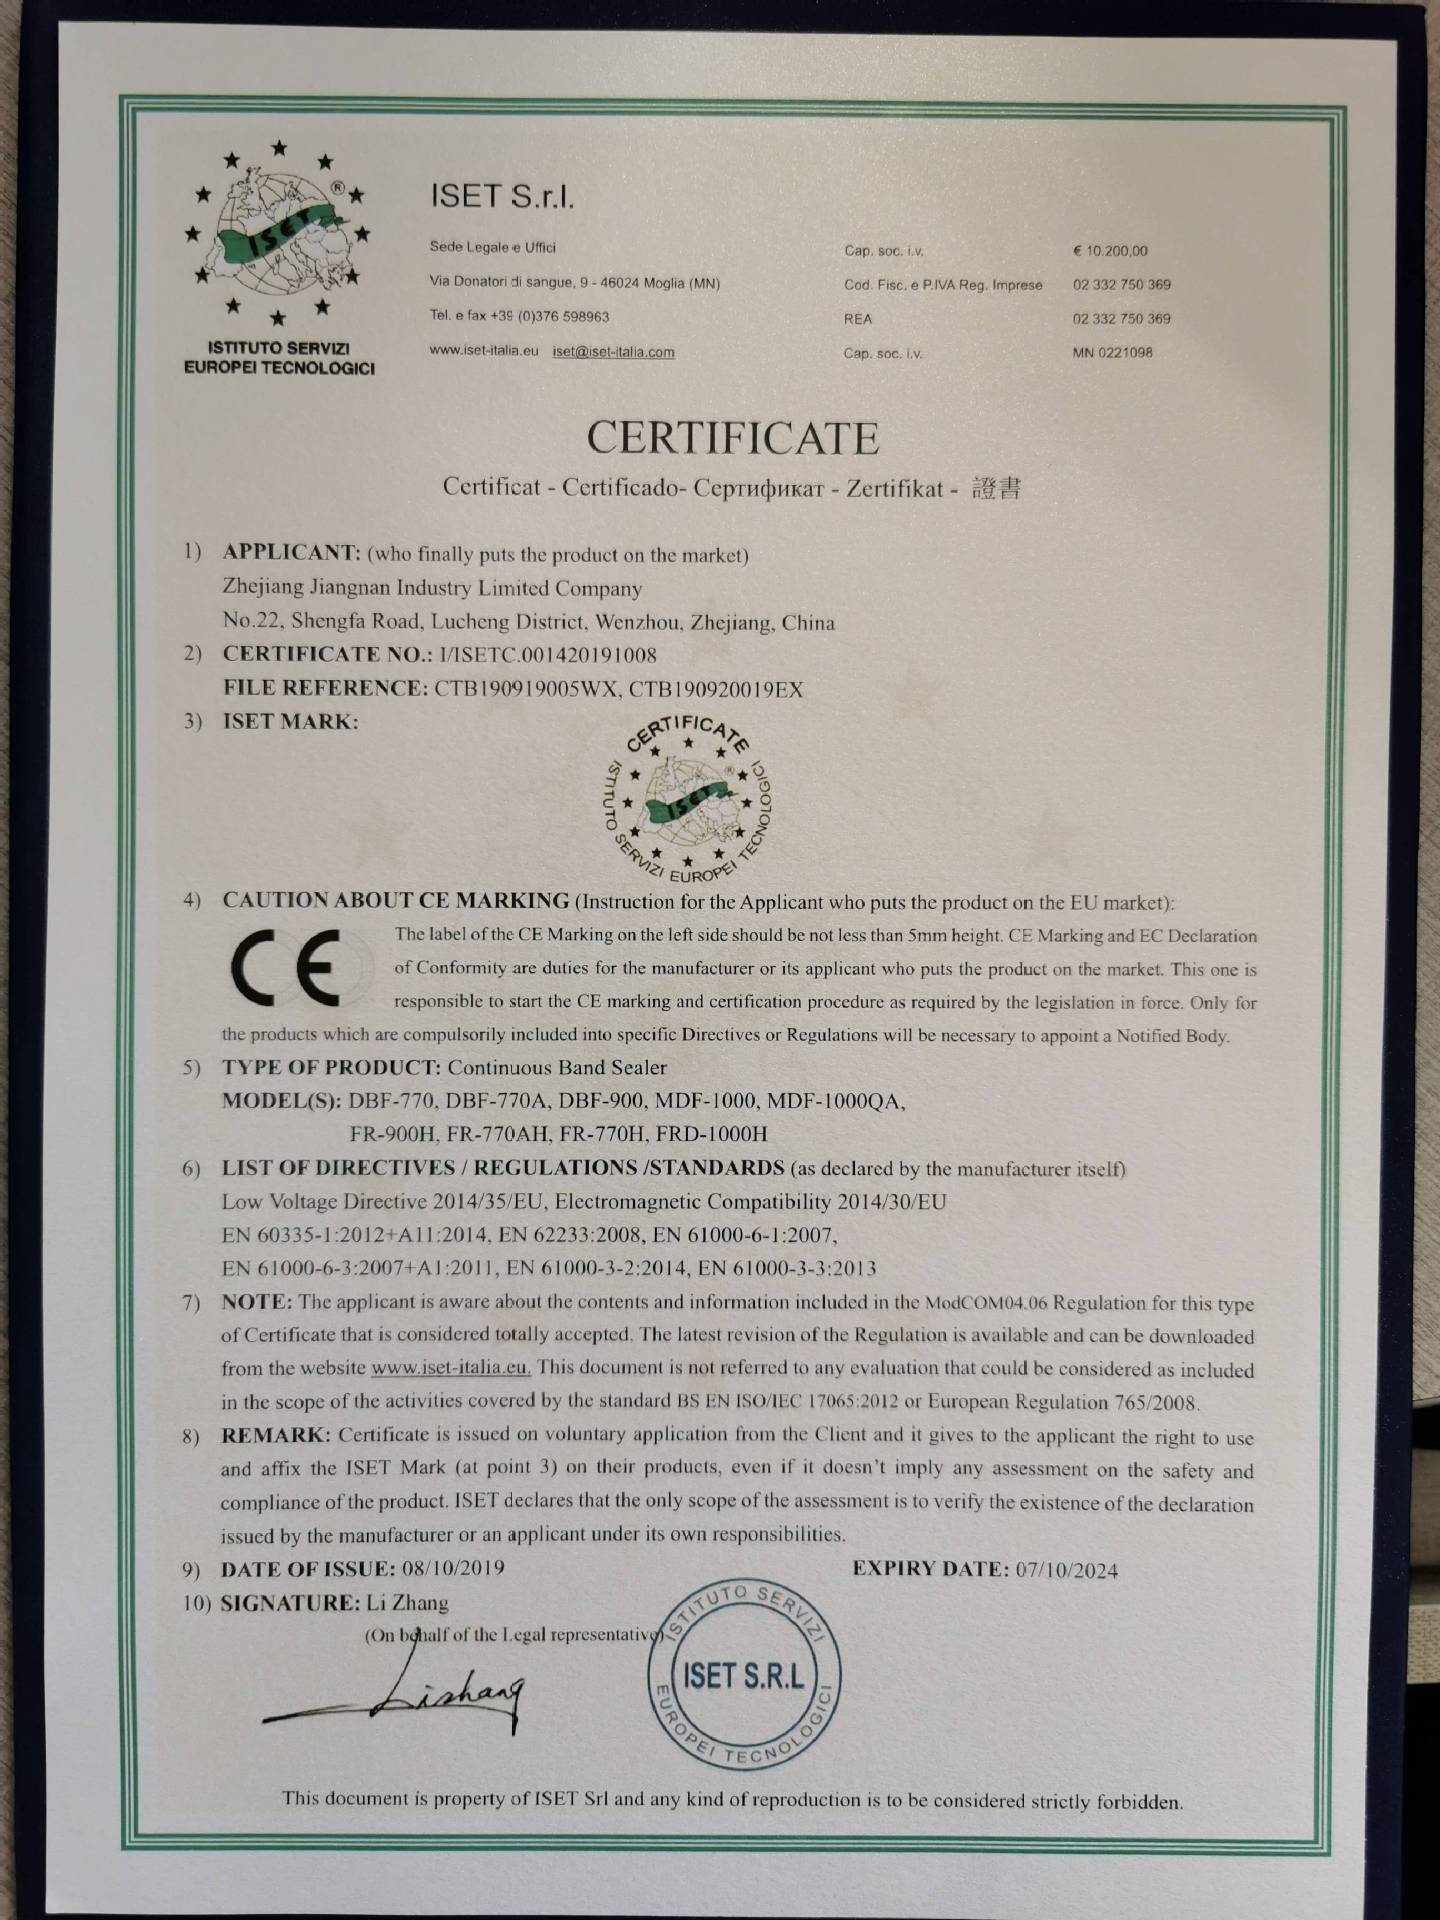 ISET
®
ISTITUTO SERVIZI
EUROPEI TECNOLOGICI
ISET S.r.l.
Sede Legale e Uffici
Via Donatori di sangue, 9 - 46024 Moglia (MN)
Tel. e fax +39 (0)376 598963
www.iset-italia.eu iset@iset-italia.com
Cap. soc. i.v. € 10.200,00
Cod. Fisc. e P.IVA Reg. Imprese 02 332 750 369
REA 02 332 750 369
Cap. soc. i.v. MN 0221098
CERTIFICATE
Certificat - Certificado- Сертификат - Zertifikat - 證書
1) APPLICANT: (who finally puts the product on the market)
Zhejiang Jiangnan Industry Limited Company
No.22, Shengfa Road, Lucheng District, Wenzhou, Zhejiang, China
2) CERTIFICATE NO.: I/ISETC.001420191008
FILE REFERENCE: CTB190919005WX, CTB190920019EX
3) ISET MARK:
CERTIFICATE
ISET
®
ISTITUTO SERVIZI EUROPEI TECNOLOGICI
4) CAUTION ABOUT CE MARKING (Instruction for the Applicant who puts the product on the EU market):
CE
The label of the CE Marking on the left side should be not less than 5mm height. CE Marking and EC Declaration
of Conformity are duties for the manufacturer or its applicant who puts the product on the market. This one is
responsible to start the CE marking and certification procedure as required by the legislation in force. Only for
the products which are compulsorily included into specific Directives or Regulations will be necessary to appoint a Notified Body.
5) TYPE OF PRODUCT: Continuous Band Sealer
MODEL(S): DBF-770, DBF-770A, DBF-900, MDF-1000, MDF-1000QA,
FR-900H, FR-770AH, FR-770H, FRD-1000H
6) LIST OF DIRECTIVES / REGULATIONS /STANDARDS (as declared by the manufacturer itself)
Low Voltage Directive 2014/35/EU, Electromagnetic Compatibility 2014/30/EU
EN 60335-1:2012+A11:2014, EN 62233:2008, EN 61000-6-1:2007,
EN 61000-6-3:2007+A1:2011, EN 61000-3-2:2014, EN 61000-3-3:2013
7) NOTE: The applicant is aware about the contents and information included in the ModCOM04.06 Regulation for this type
of Certificate that is considered totally accepted. The latest revision of the Regulation is available and can be downloaded
from the website www.iset-italia.eu. This document is not referred to any evaluation that could be considered as included
in the scope of the activities covered by the standard BS EN ISO/IEC 17065:2012 or European Regulation 765/2008.
8) REMARK: Certificate is issued on voluntary application from the Client and it gives to the applicant the right to use
and affix the ISET Mark (at point 3) on their products, even if it doesn't imply any assessment on the safety and
compliance of the product. ISET declares that the only scope of the assessment is to verify the existence of the declaration
issued by the manufacturer or an applicant under its own responsibilities.
9) DATE OF ISSUE: 08/10/2019 EXPIRY DATE: 07/10/2024
10) SIGNATURE: Li Zhang
(On behalf of the Legal representative)
Lizhang
ISTITUTO SERVIZI
ISET S.R.L
EUROPEI TECNOLOGICI
This document is property of ISET Srl and any kind of reproduction is to be considered strictly forbidden.